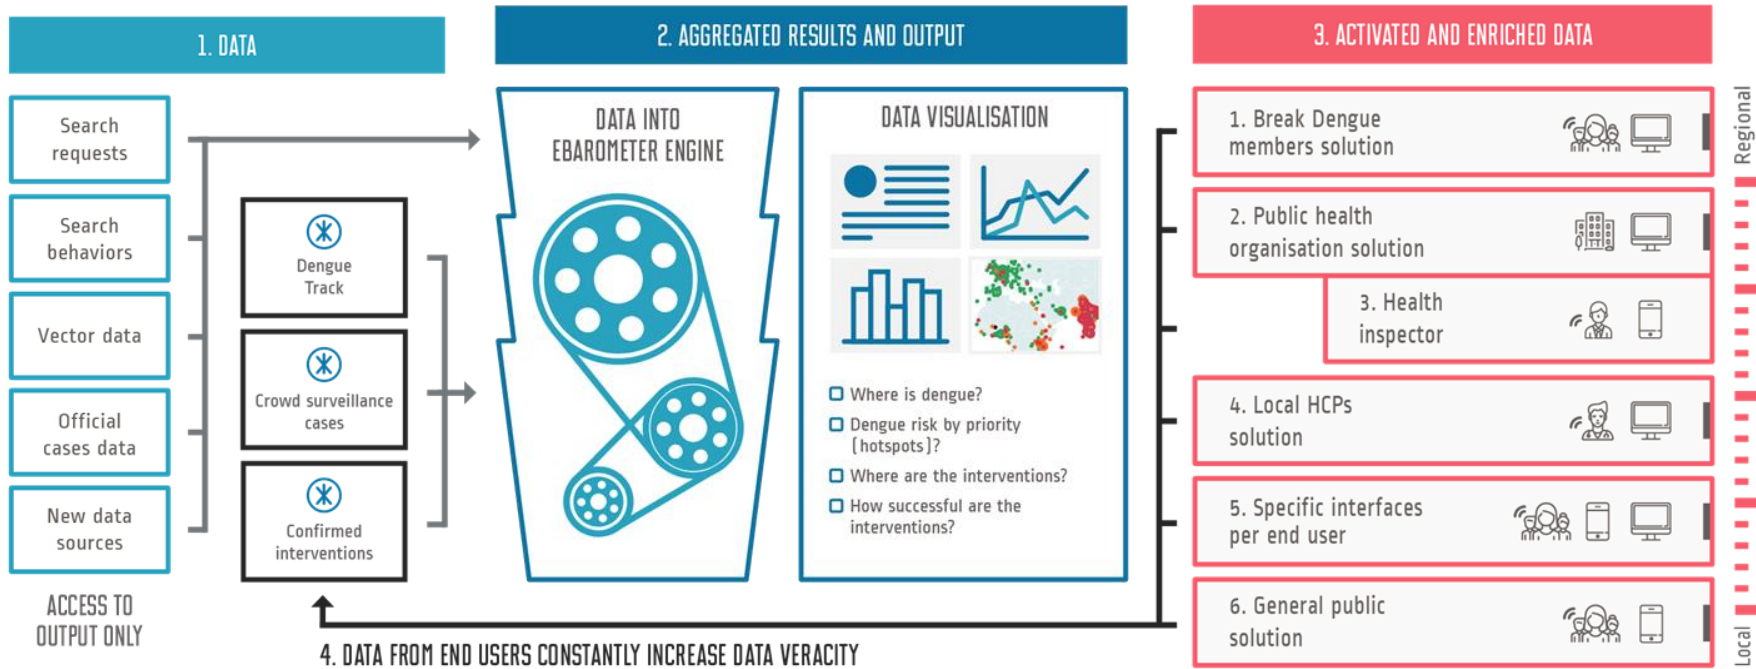 1. DATA
Search
requests
Search
behaviors
Vector data
Official
cases data
New data
sources
ACCESS TO
OUTPUT ONLY
Dengue
Track
Crowd surveillance
cases
Confirmed
interventions
2. AGGREGATED RESULTS AND OUTPUT
DATA INTO
EBAROMETER ENGINE
DATA VISUALISATION
Where is dengue?
Dengue risk by priority
(hotspots)?
Where are the interventions?
How successful are the
interventions?
3. ACTIVATED AND ENRICHED DATA
1. Break Dengue
members solution
2. Public health
organisation solution
3. Health
inspector
4. Local HCPs
solution
5. Specific interfaces
per end user
6. General public
solution
Regional
Local
4. DATA FROM END USERS CONSTANTLY INCREASE DATA VERACITY